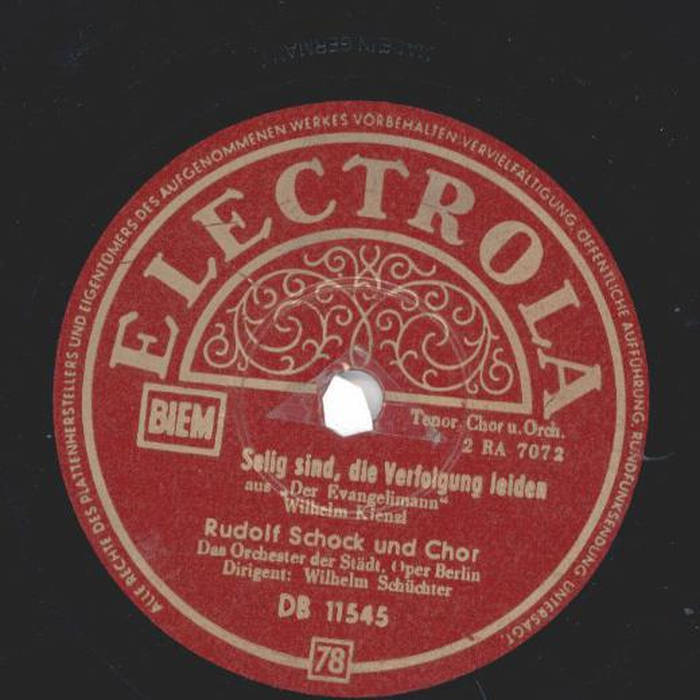 MADE IN GERMANY
ALLE RECHTE DES PLATTENHERSTELLERS UND EIGENTÜMERS DES AUFGENOMMENEN WERKES VORBEHALTEN. VERVIELFÄLTIGUNG, ÖFFENTLICHE AUFFÜHRUNG, RUNDFUNKSENDUNG UNTERSAGT.
ELECTROLA
BIEM
Tenor, Chor u. Orch.
2 RA 7072
Selig sind, die Verfolgung leiden
aus „Der Evangelimann“
Wilhelm Kienzl
Rudolf Schock und Chor
Das Orchester der Städt. Oper Berlin
Dirigent: Wilhelm Schüchter
DB 11545
78